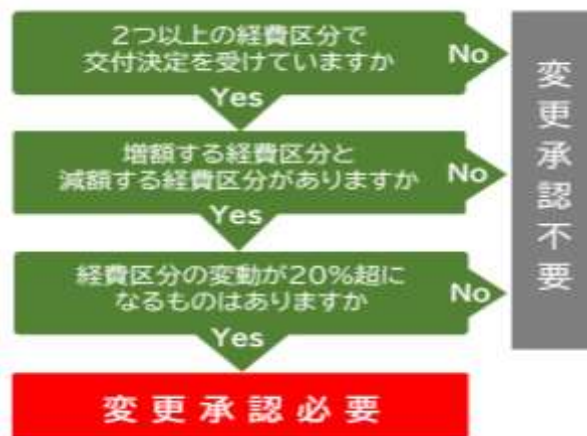 2つ以上の経費区分で
交付決定を受けていますか
No
Yes
増額する経費区分と
減額する経費区分がありますか
No
Yes
経費区分の変動が20%超に
なるものはありますか
No
Yes
変更承認必要
変更承認不要